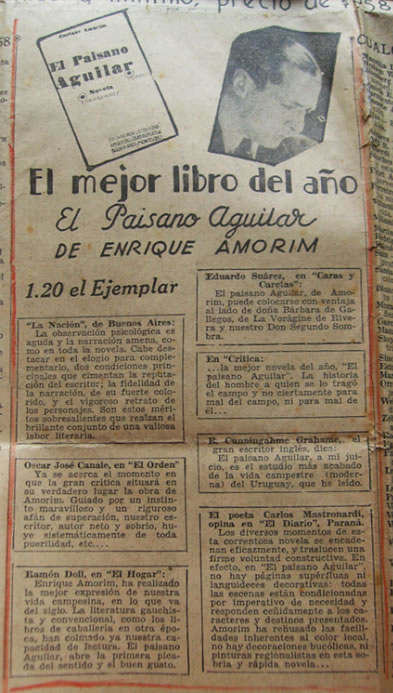 mínimo, precio de
Enrique Amorim
El Paisano
Aguilar
Novela
El mejor libro del año
El Paisano Aguilar
DE ENRIQUE AMORIM
1.20 el Ejemplar
"La Nación", de Buenos Aires:
La observación psicológica es
aguda y la narración amena, co-
mo en toda la novela. Cabe des-
tacar en el elogio para comple-
mentario, dos condiciones prin-
cipales que cimentan la reputa-
ción del escritor; la fidelidad de
la narración, de su fuerte colo-
rido, y el vigoroso retrato de
los personajes. Son estos méri-
tos sobresalientes que realzan el
brillante conjunto de una valiosa
labor literaria.
Oscar José Canale, en "El Orden"
Ya se acerca el momento en
que la gran crítica situará en
su verdadero lugar la obra de
Amorim. Guiado por un instin-
to maravilloso y un riguroso
afán de superación, nuestro es-
critor, autor neto y sobrio, hu-
ye sistemáticamente de toda
puerilidad, etc....
Ramón Doll, en "El Hogar":
Enrique Amorim, ha realizado
la mejor expresión de nuestra
vida campesina, en lo que va
del siglo. La literatura gauchis-
ta y convencional, como los li-
bros de caballería en otra épo-
ca, han colmado ya nuestra ca-
pacidad de lectura. El paisano
Aguilar, abre la primera pica-
da del sentido y el buen gusto.
Eduardo Suárez, en "Caras y
Caretas":
El paisano Aguilar, de Amo-
rim, puede colocarse con ventaja
al lado de doña Bárbara de Ga-
llegos, de La Vorágine de Rive-
ra y nuestro Don Segundo Som-
bra.
En "Crítica:
...la mejor novela del año, "El
paisano Aguilar". La historia
del hombre a quien se lo tragó
el campo y no ciertamente para
mal del campo, ni para mal de
él...
R. Cunninghame Grahame, el
gran escritor inglés, dice:
El paisano Aguilar, a mi jui-
cio, es el estudio más acabado
de la vida campestre (moder-
na) del Uruguay, que he leído.
El poeta Carlos Mastronardi,
opina en "El Diario", Paraná.
Los diversos momentos de es-
ta correntosa novela se encade-
nan eficazmente, y traslucen una
firme voluntad constructiva. En
efecto, en "El paisano Aguilar",
no hay páginas superfluas ni
languideces decorativas: todas
las escenas están condicionadas
por imperativo de necesidad y
responden ceñidamente a los ca-
racteres y destinos presentados.
Amorim ha rehusado las facili-
dades inherentes al color local,
no hay decoraciones bucólicas, ni
pinturas regionalistas en esta so-
bria y rápida novela...